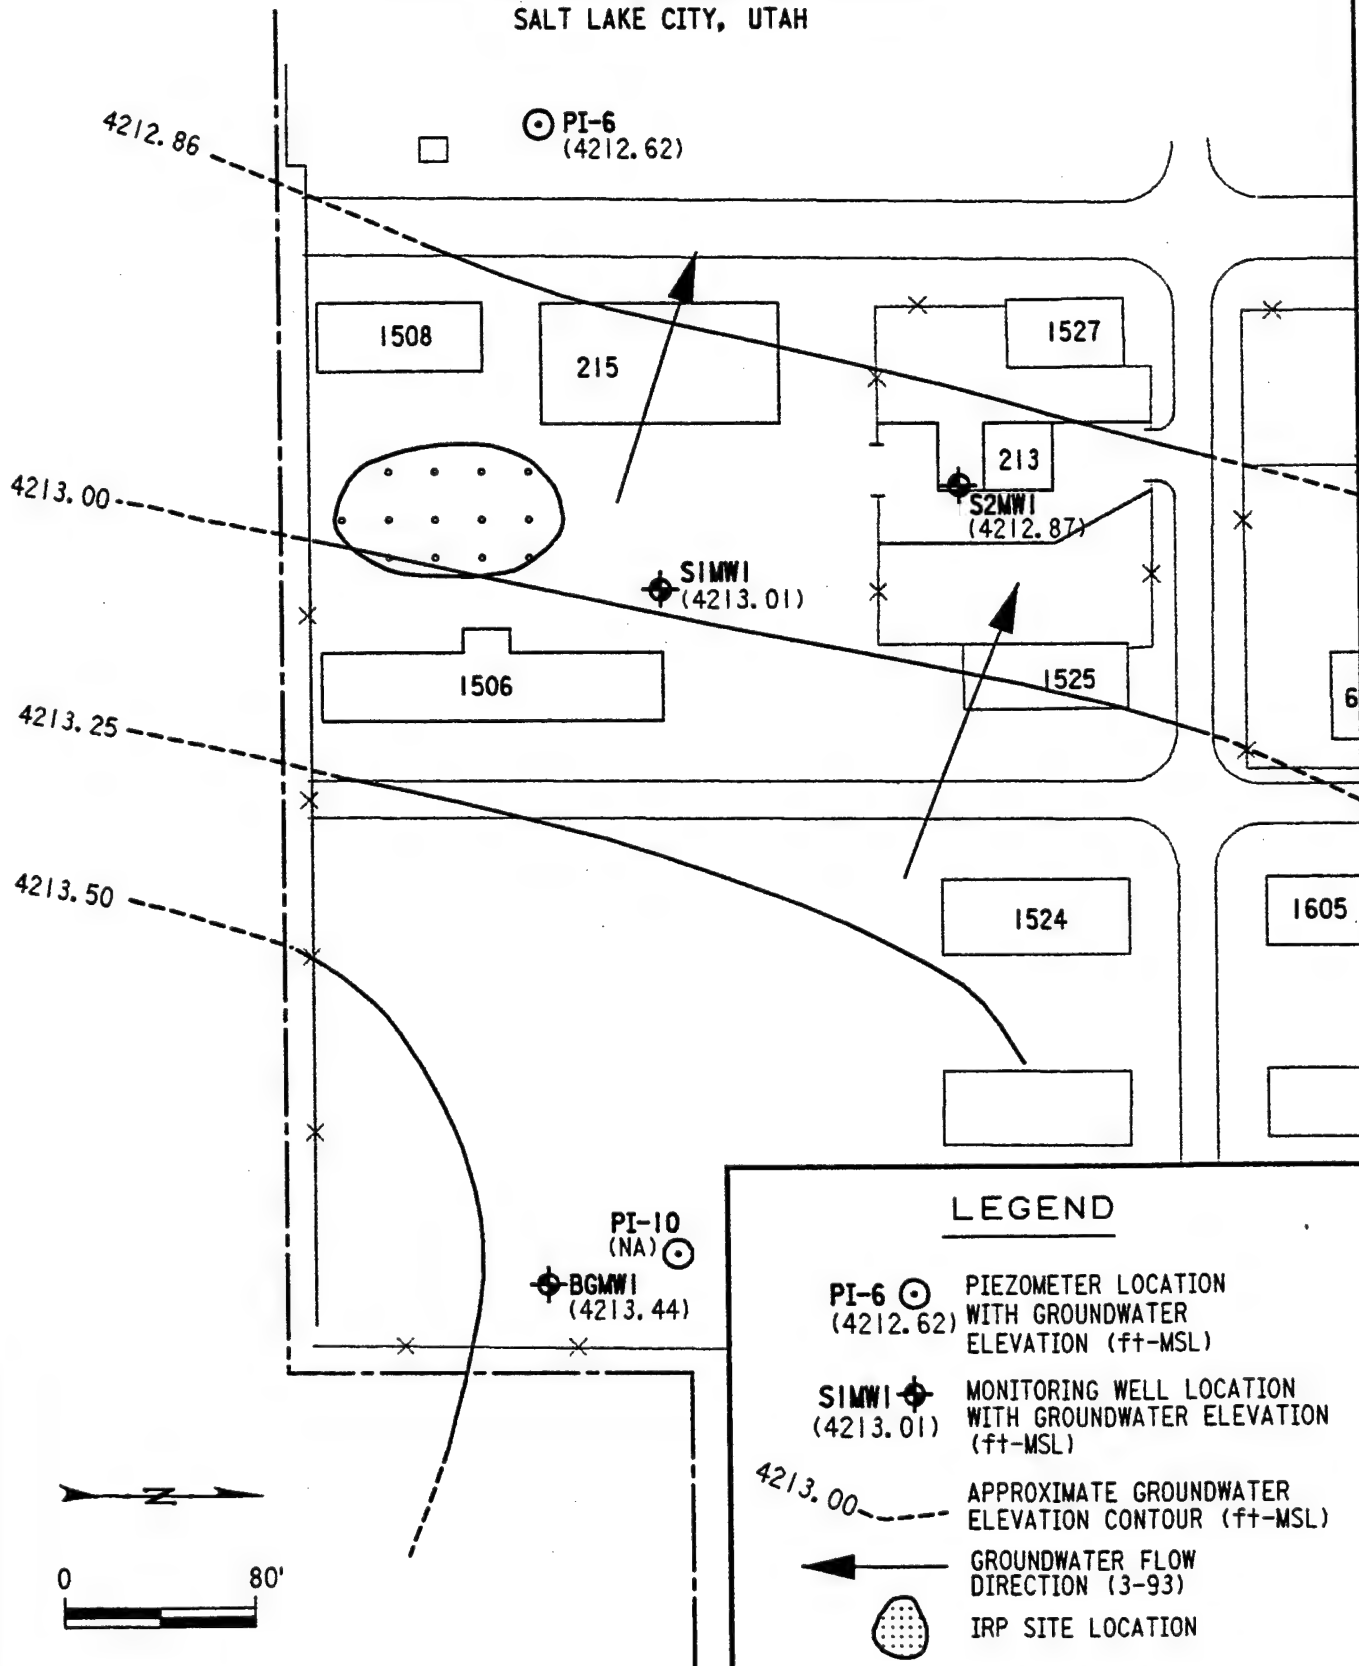 SALT LAKE CITY, UTAH
PI-6
(4212.62)
4212.86
1508
215
1527
213
S2MW1
(4212.87)
4213.00
S1MW1
(4213.01)
1506
1525
6
4213.25
4213.50
1524
1605
PI-10
(NA)
BGMW1
(4213.44)
N
0 80'
LEGEND
PI-6
(4212.62)
PIEZOMETER LOCATION
WITH GROUNDWATER
ELEVATION (ft-MSL)
S1MW1
(4213.01)
MONITORING WELL LOCATION
WITH GROUNDWATER ELEVATION
(ft-MSL)
4213.00
APPROXIMATE GROUNDWATER
ELEVATION CONTOUR (ft-MSL)
GROUNDWATER FLOW
DIRECTION (3-93)
IRP SITE LOCATION